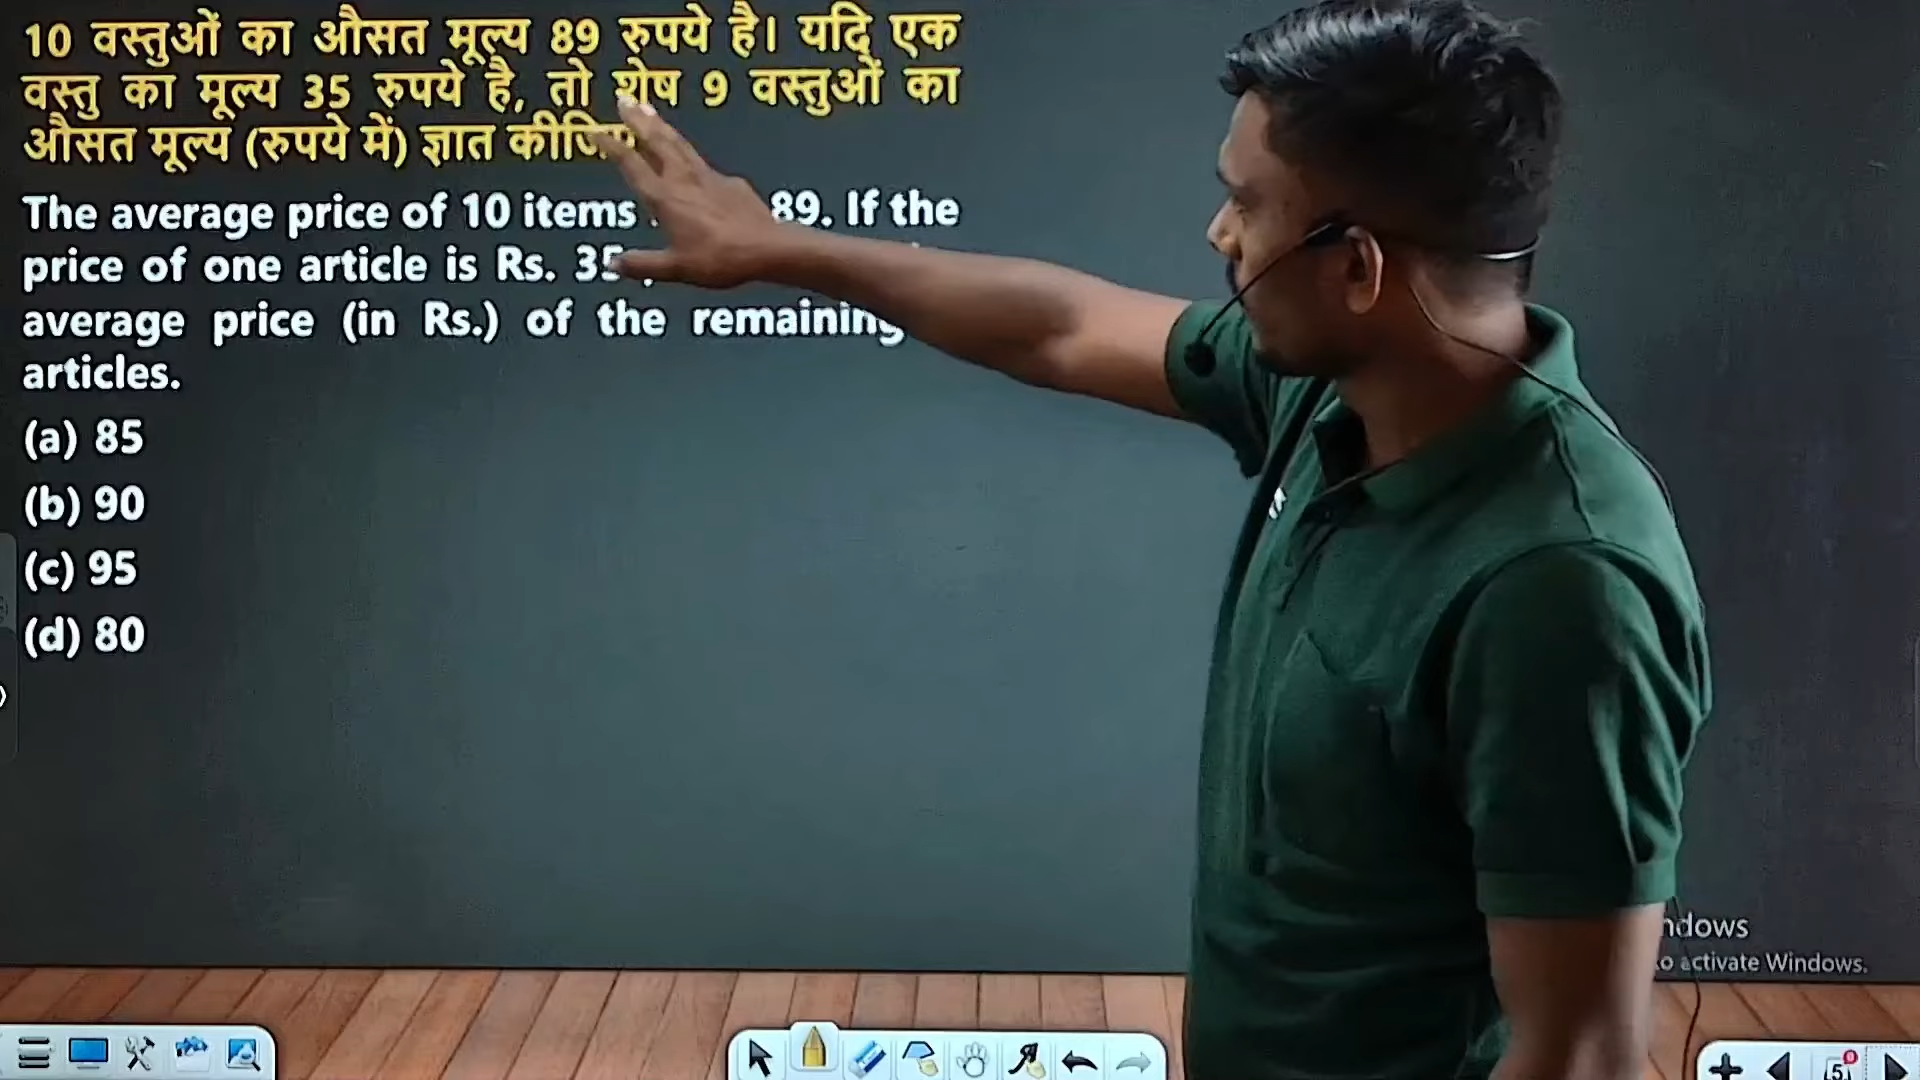 10 वस्तुओं का औसत मूल्य 89 रुपये है। यदि एक
वस्तु का मूल्य 35 रुपये है, तो शेष 9 वस्तुओं का
औसत मूल्य (रुपये में) ज्ञात कीजिए
The average price of 10 items 89. If the
price of one article is Rs. 35
average price (in Rs.) of the remaining
articles.
(a) 85
(b) 90
(c) 95
(d) 80
activate Windows.